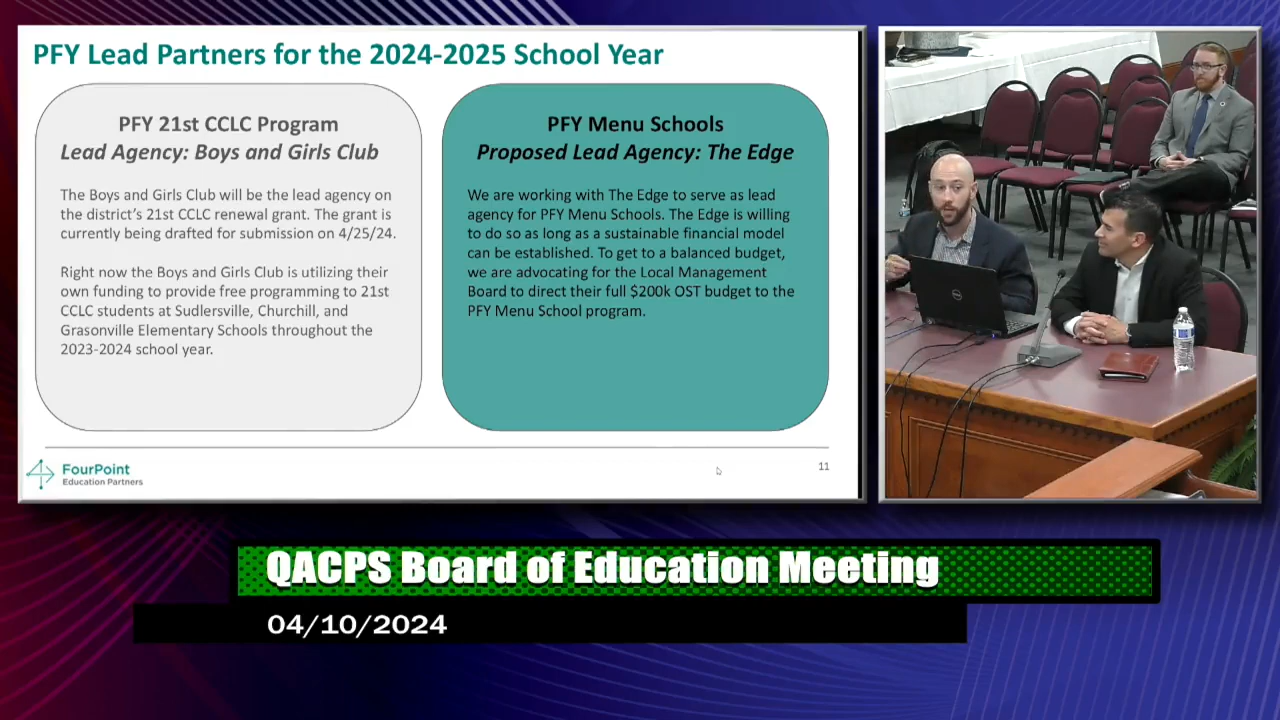 PFY Lead Partners for the 2024-2025 School Year
PFY 21st CCLC Program
Lead Agency: Boys and Girls Club
The Boys and Girls Club will be the lead agency on
the district's 21st CCLC renewal grant. The grant is
currently being drafted for submission on 4/25/24.
Right now the Boys and Girls Club is utilizing their
own funding to provide free programming to 21st
CCLC students at Sudlersville, Churchill, and
Grasonville Elementary Schools throughout the
2023-2024 school year.
PFY Menu Schools
Proposed Lead Agency: The Edge
We are working with The Edge to serve as lead
agency for PFY Menu Schools. The Edge is willing
to do so as long as a sustainable financial model
can be established. To get to a balanced budget,
we are advocating for the Local Management
Board to direct their full $200k OST budget to the
PFY Menu School program.
FourPoint
Education Partners
11
DELL
QACPS Board of Education Meeting
04/10/2024